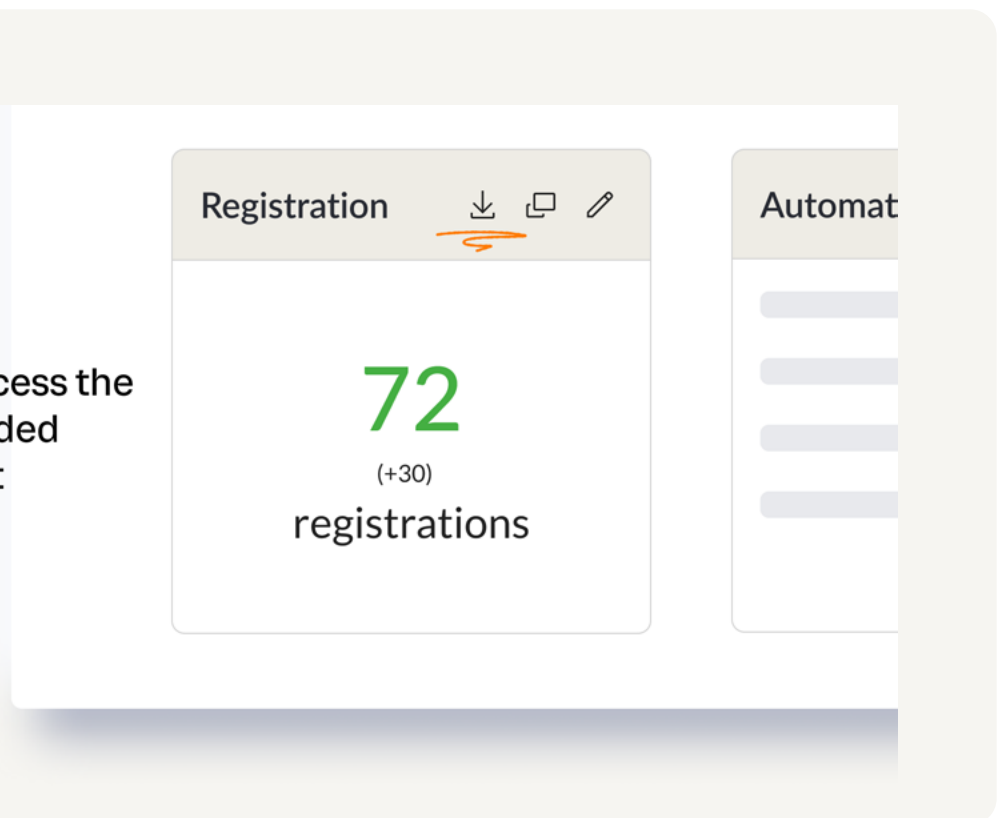 Registration
Automat
cess the
ded
72
(+30)
registrations